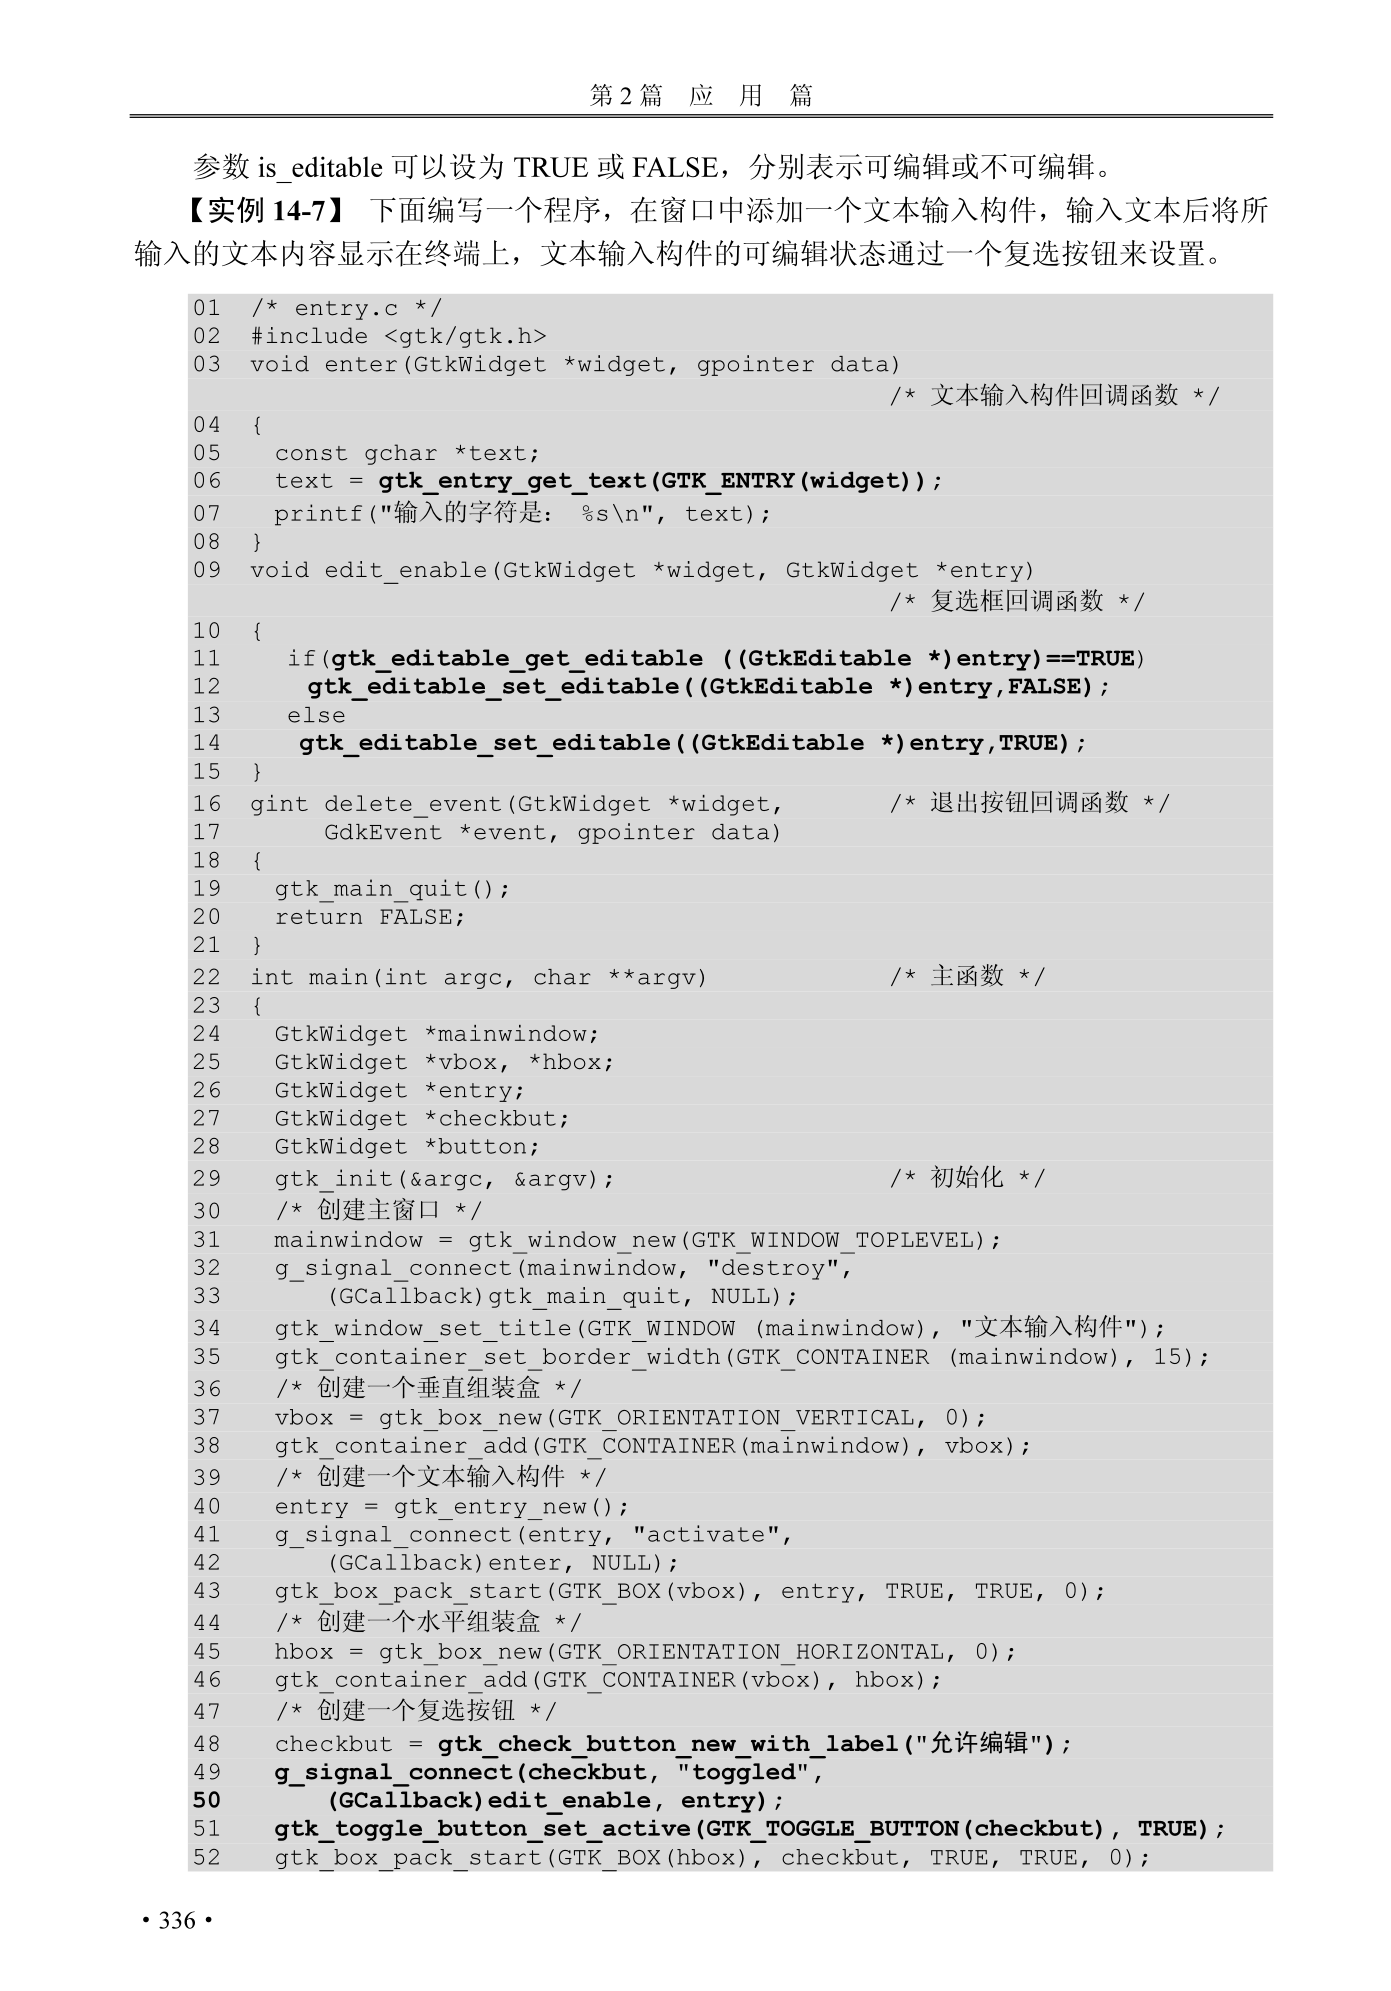 第 2 篇 应 用 篇
参数 is_editable 可以设为 TRUE 或 FALSE，分别表示可编辑或不可编辑。
【实例 14-7】 下面编写一个程序，在窗口中添加一个文本输入构件，输入文本后将所
输入的文本内容显示在终端上，文本输入构件的可编辑状态通过一个复选按钮来设置。
01 /* entry.c */
02 #include <gtk/gtk.h>
03 void enter(GtkWidget *widget, gpointer data)
/* 文本输入构件回调函数 */
04 {
05 const gchar *text;
06 text = gtk_entry_get_text(GTK_ENTRY(widget));
07 printf("输入的字符是： %s\n", text);
08 }
09 void edit_enable(GtkWidget *widget, GtkWidget *entry)
/* 复选框回调函数 */
10 {
11 if(gtk_editable_get_editable ((GtkEditable *)entry)==TRUE)
12 gtk_editable_set_editable((GtkEditable *)entry,FALSE);
13 else
14 gtk_editable_set_editable((GtkEditable *)entry,TRUE);
15 }
16 gint delete_event(GtkWidget *widget, /* 退出按钮回调函数 */
17 GdkEvent *event, gpointer data)
18 {
19 gtk_main_quit();
20 return FALSE;
21 }
22 int main(int argc, char **argv) /* 主函数 */
23 {
24 GtkWidget *mainwindow;
25 GtkWidget *vbox, *hbox;
26 GtkWidget *entry;
27 GtkWidget *checkbut;
28 GtkWidget *button;
29 gtk_init(&argc, &argv); /* 初始化 */
30 /* 创建主窗口 */
31 mainwindow = gtk_window_new(GTK_WINDOW_TOPLEVEL);
32 g_signal_connect(mainwindow, "destroy",
33 (GCallback)gtk_main_quit, NULL);
34 gtk_window_set_title(GTK_WINDOW (mainwindow), "文本输入构件");
35 gtk_container_set_border_width(GTK_CONTAINER (mainwindow), 15);
36 /* 创建一个垂直组装盒 */
37 vbox = gtk_box_new(GTK_ORIENTATION_VERTICAL, 0);
38 gtk_container_add(GTK_CONTAINER(mainwindow), vbox);
39 /* 创建一个文本输入构件 */
40 entry = gtk_entry_new();
41 g_signal_connect(entry, "activate",
42 (GCallback)enter, NULL);
43 gtk_box_pack_start(GTK_BOX(vbox), entry, TRUE, TRUE, 0);
44 /* 创建一个水平组装盒 */
45 hbox = gtk_box_new(GTK_ORIENTATION_HORIZONTAL, 0);
46 gtk_container_add(GTK_CONTAINER(vbox), hbox);
47 /* 创建一个复选按钮 */
48 checkbut = gtk_check_button_new_with_label("允许编辑");
49 g_signal_connect(checkbut, "toggled",
50 (GCallback)edit_enable, entry);
51 gtk_toggle_button_set_active(GTK_TOGGLE_BUTTON(checkbut), TRUE);
52 gtk_box_pack_start(GTK_BOX(hbox), checkbut, TRUE, TRUE, 0);
• 336 •